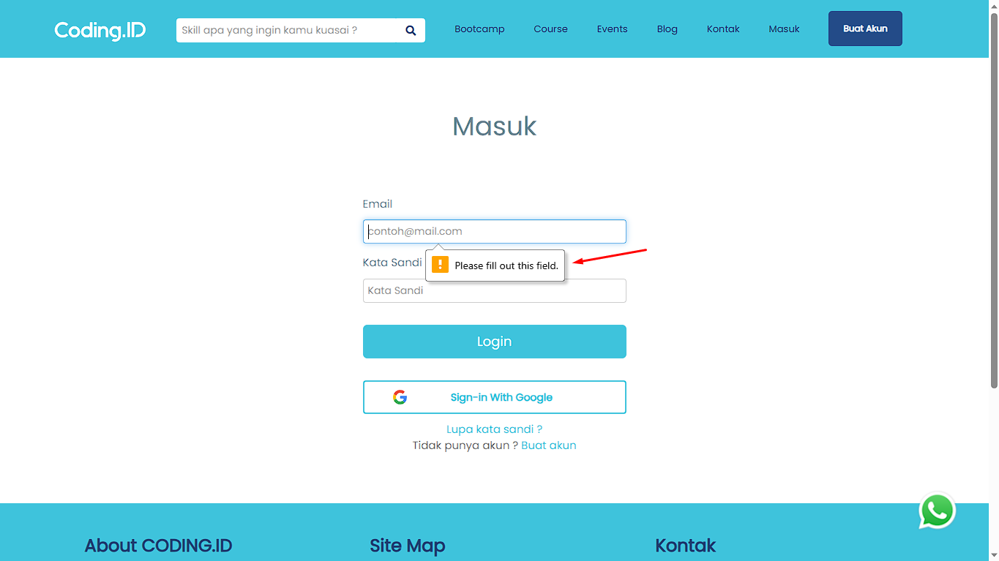 Coding.ID
Skill apa yang ingin kamu kuasai ?
Bootcamp
Course
Events
Blog
Kontak
Masuk
Buat Akun
Masuk
Email
contoh@mail.com
Kata Sandi
Please fill out this field.
Kata Sandi
Login
Sign-in With Google
Lupa kata sandi ?
Tidak punya akun ? Buat akun
About CODING.ID
Site Map
Kontak